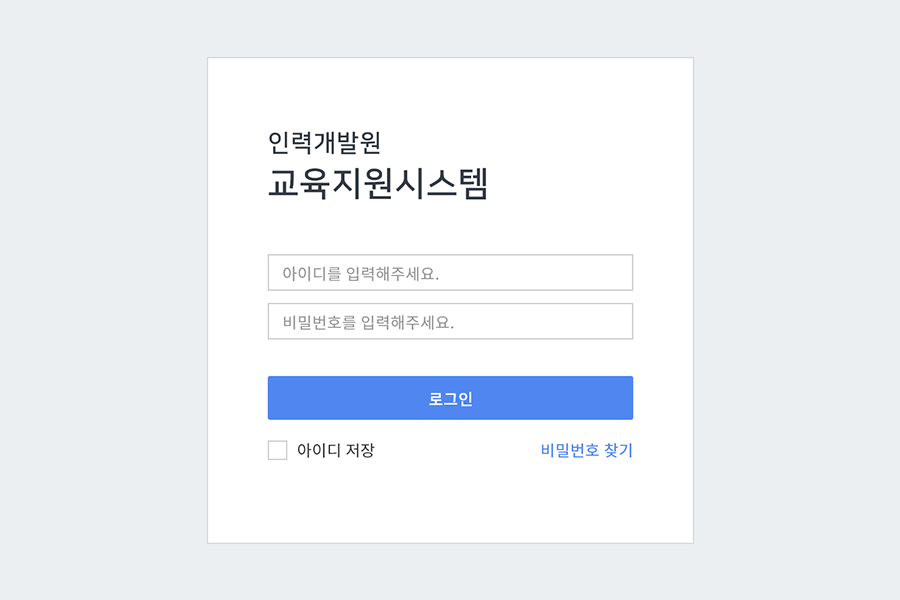 인력개발원
교육지원시스템
아이디를 입력해주세요.
비밀번호를 입력해주세요.
로그인
아이디 저장
비밀번호 찾기